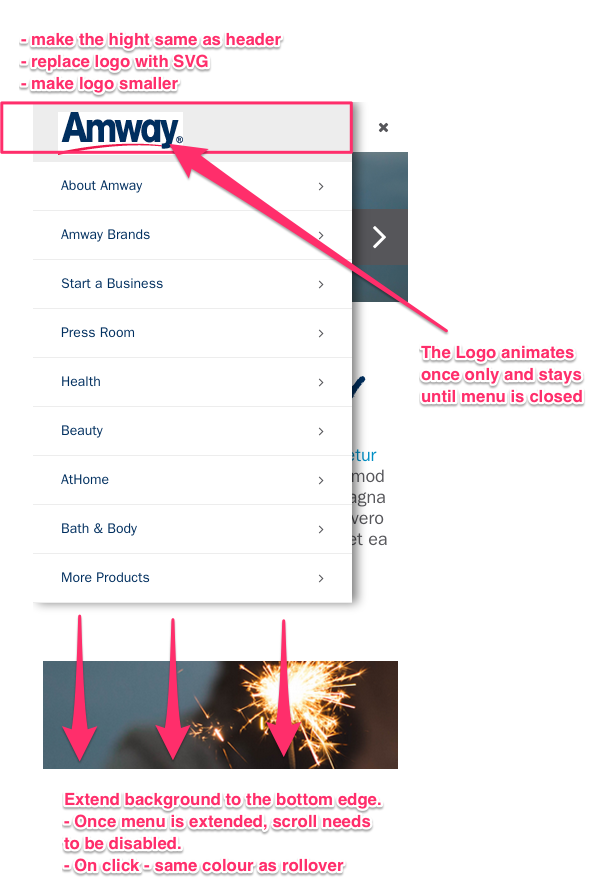 - make the hight same as header
- replace logo with SVG
- make logo smaller
Amway®
About Amway
Amway Brands
Start a Business
Press Room
Health
Beauty
AtHome
Bath & Body
More Products
The Logo animates
once only and stays
until menu is closed
etur
mod
agna
vero
et ea
Extend background to the bottom edge.
- Once menu is extended, scroll needs
to be disabled.
- On click - same colour as rollover